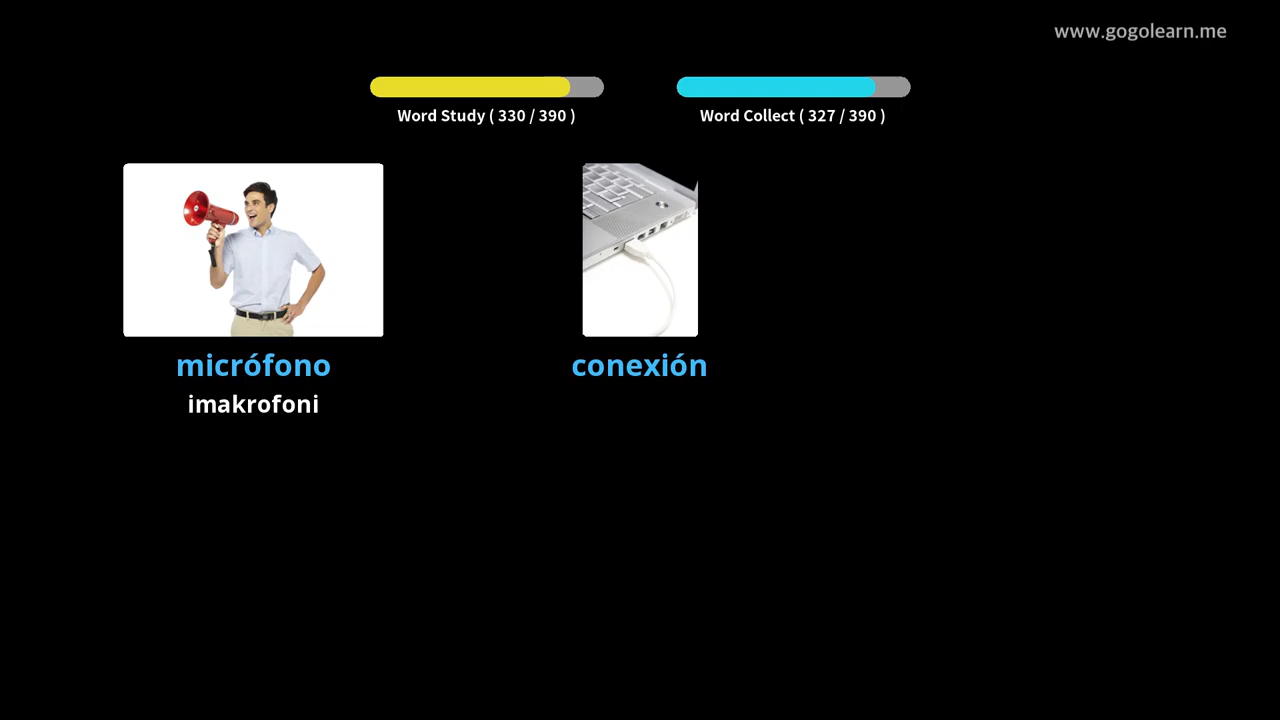 www.gogolearn.me
Word Study ( 330 / 390 )
Word Collect ( 327 / 390 )
micrófono
imakrofoni
conexión